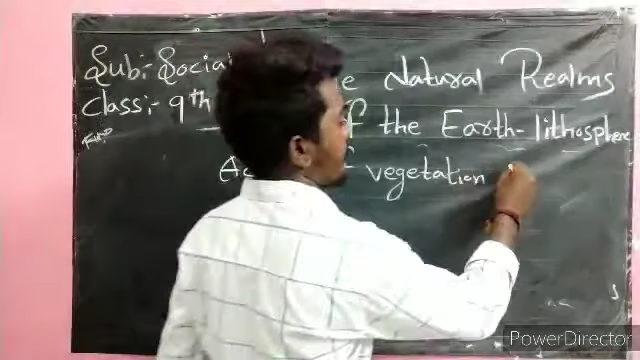 Sub:- Social
e Natural Realms
Class:- 9th
f the Earth-lithosphere
vegetation
PowerDirector